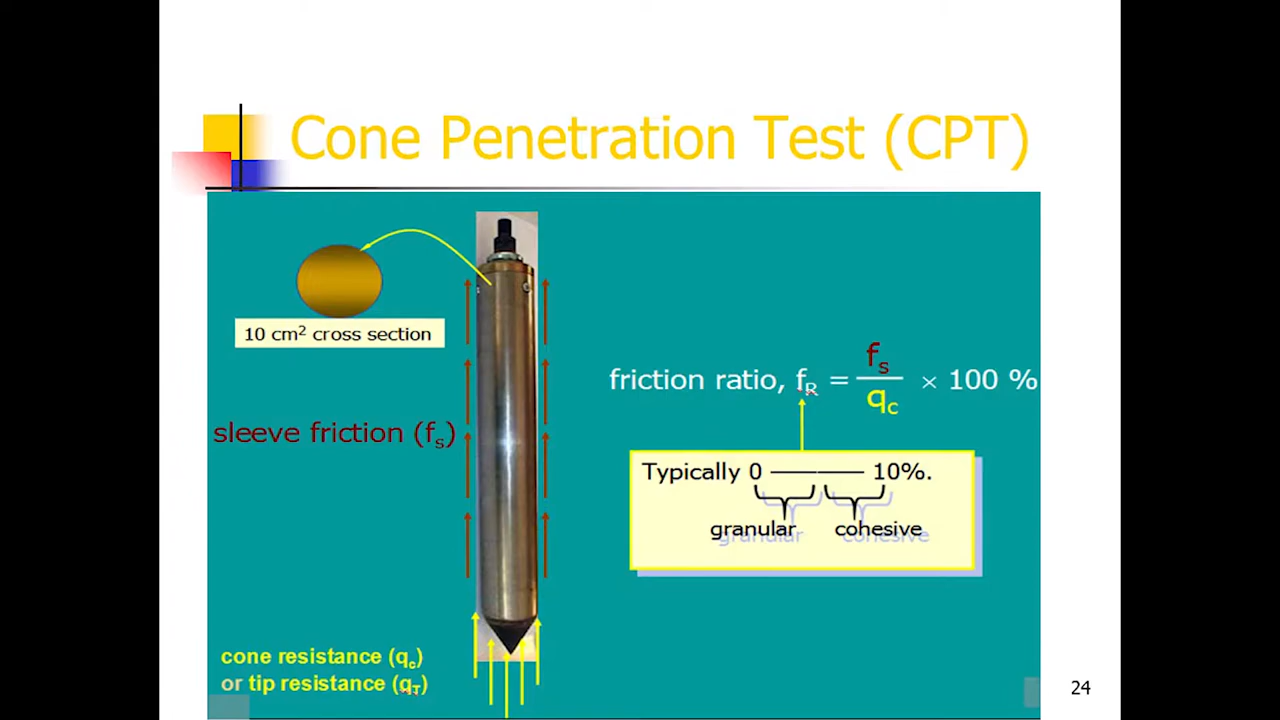 Cone Penetration Test (CPT)
10 cm² cross section
friction ratio, fR = fs / qc × 100 %
sleeve friction (fs)
Typically 0 ——— 10%.
granular cohesive
cone resistance (qc)
or tip resistance (qT)
24